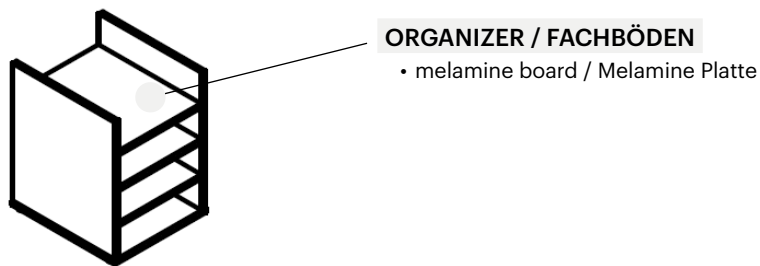 ORGANIZER / FACHBÖDEN
• melamine board / Melamine Platte